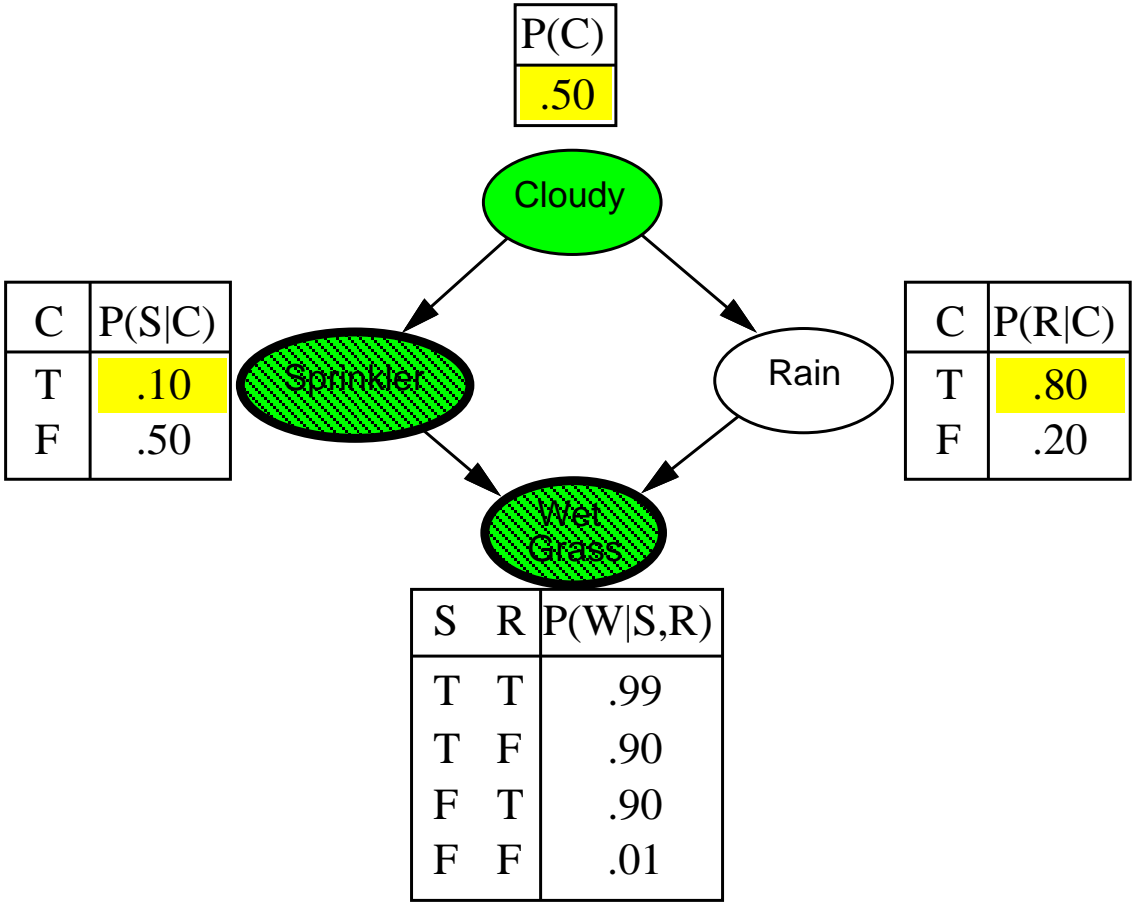 P(C)
.50
Cloudy
C P(S|C)
T .10
F .50
Sprinkler
Rain
C P(R|C)
T .80
F .20
Wet
Grass
S R P(W|S,R)
T T .99
T F .90
F T .90
F F .01